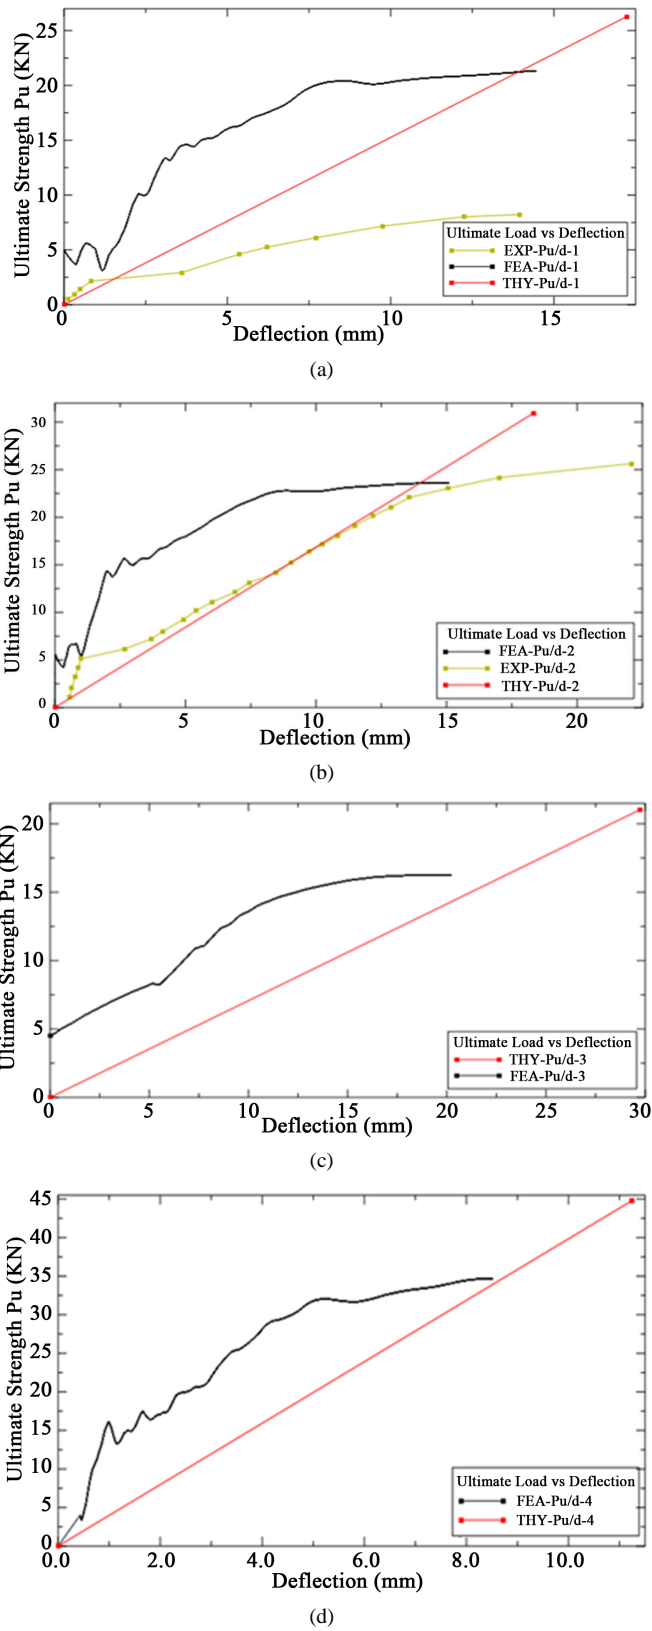 Ultimate Strength Pu (KN)
25
20
15
10
5
0
0
5
10
15
Ultimate Load vs Deflection
EXP-Pu/d-1
FEA-Pu/d-1
THY-Pu/d-1
Deflection (mm)
(a)
Ultimate Strength Pu (KN)
30
25
20
15
10
5
0
0
5
10
15
20
Ultimate Load vs Deflection
FEA-Pu/d-2
EXP-Pu/d-2
THY-Pu/d-2
Deflection (mm)
(b)
Ultimate Strength Pu (KN)
20
15
10
5
0
0
5
10
15
20
25
30
Ultimate Load vs Deflection
THY-Pu/d-3
FEA-Pu/d-3
Deflection (mm)
(c)
Ultimate Strength Pu (KN)
45
40
35
30
25
20
15
10
5
0
0.0
2.0
4.0
6.0
8.0
10.0
Ultimate Load vs Deflection
FEA-Pu/d-4
THY-Pu/d-4
Deflection (mm)
(d)